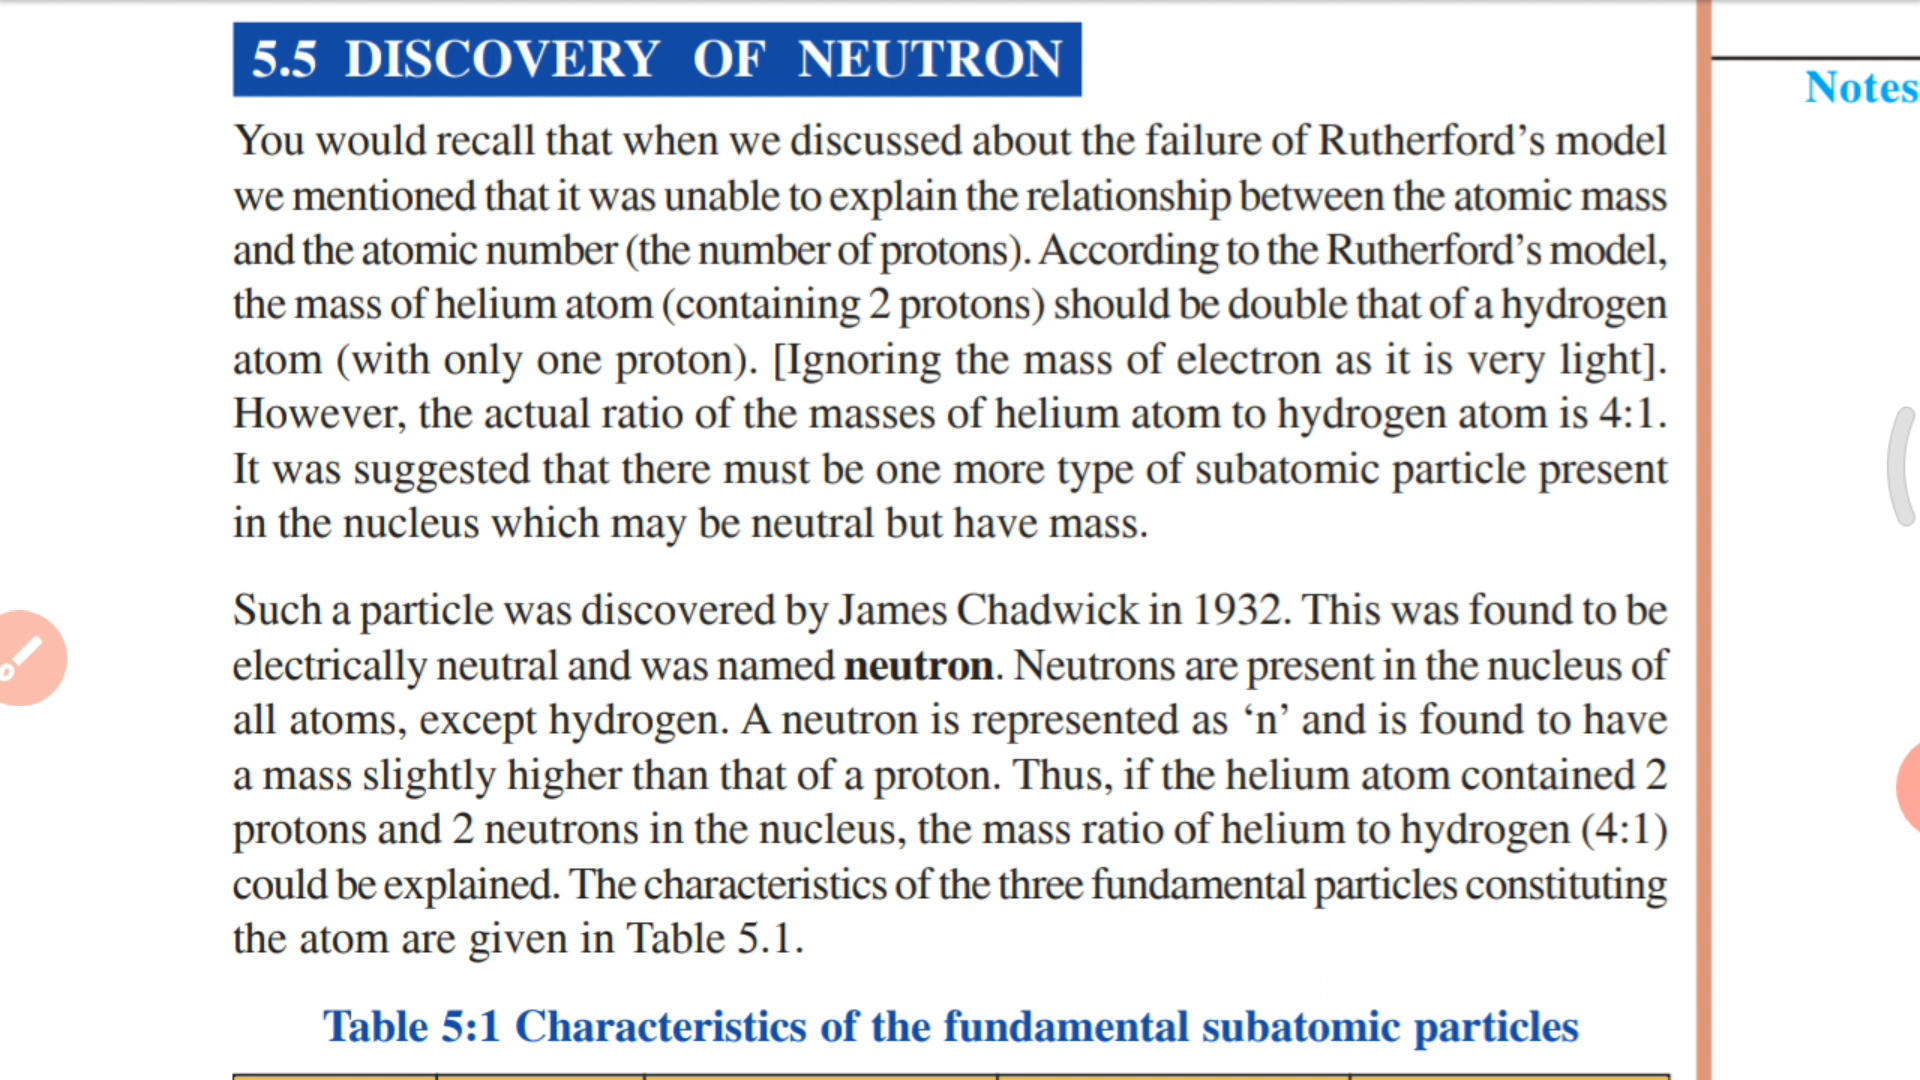 5.5 DISCOVERY OF NEUTRON
Notes
You would recall that when we discussed about the failure of Rutherford’s model
we mentioned that it was unable to explain the relationship between the atomic mass
and the atomic number (the number of protons). According to the Rutherford’s model,
the mass of helium atom (containing 2 protons) should be double that of a hydrogen
atom (with only one proton). [Ignoring the mass of electron as it is very light].
However, the actual ratio of the masses of helium atom to hydrogen atom is 4:1.
It was suggested that there must be one more type of subatomic particle present
in the nucleus which may be neutral but have mass.
Such a particle was discovered by James Chadwick in 1932. This was found to be
electrically neutral and was named neutron. Neutrons are present in the nucleus of
all atoms, except hydrogen. A neutron is represented as ‘n’ and is found to have
a mass slightly higher than that of a proton. Thus, if the helium atom contained 2
protons and 2 neutrons in the nucleus, the mass ratio of helium to hydrogen (4:1)
could be explained. The characteristics of the three fundamental particles constituting
the atom are given in Table 5.1.
Table 5:1 Characteristics of the fundamental subatomic particles